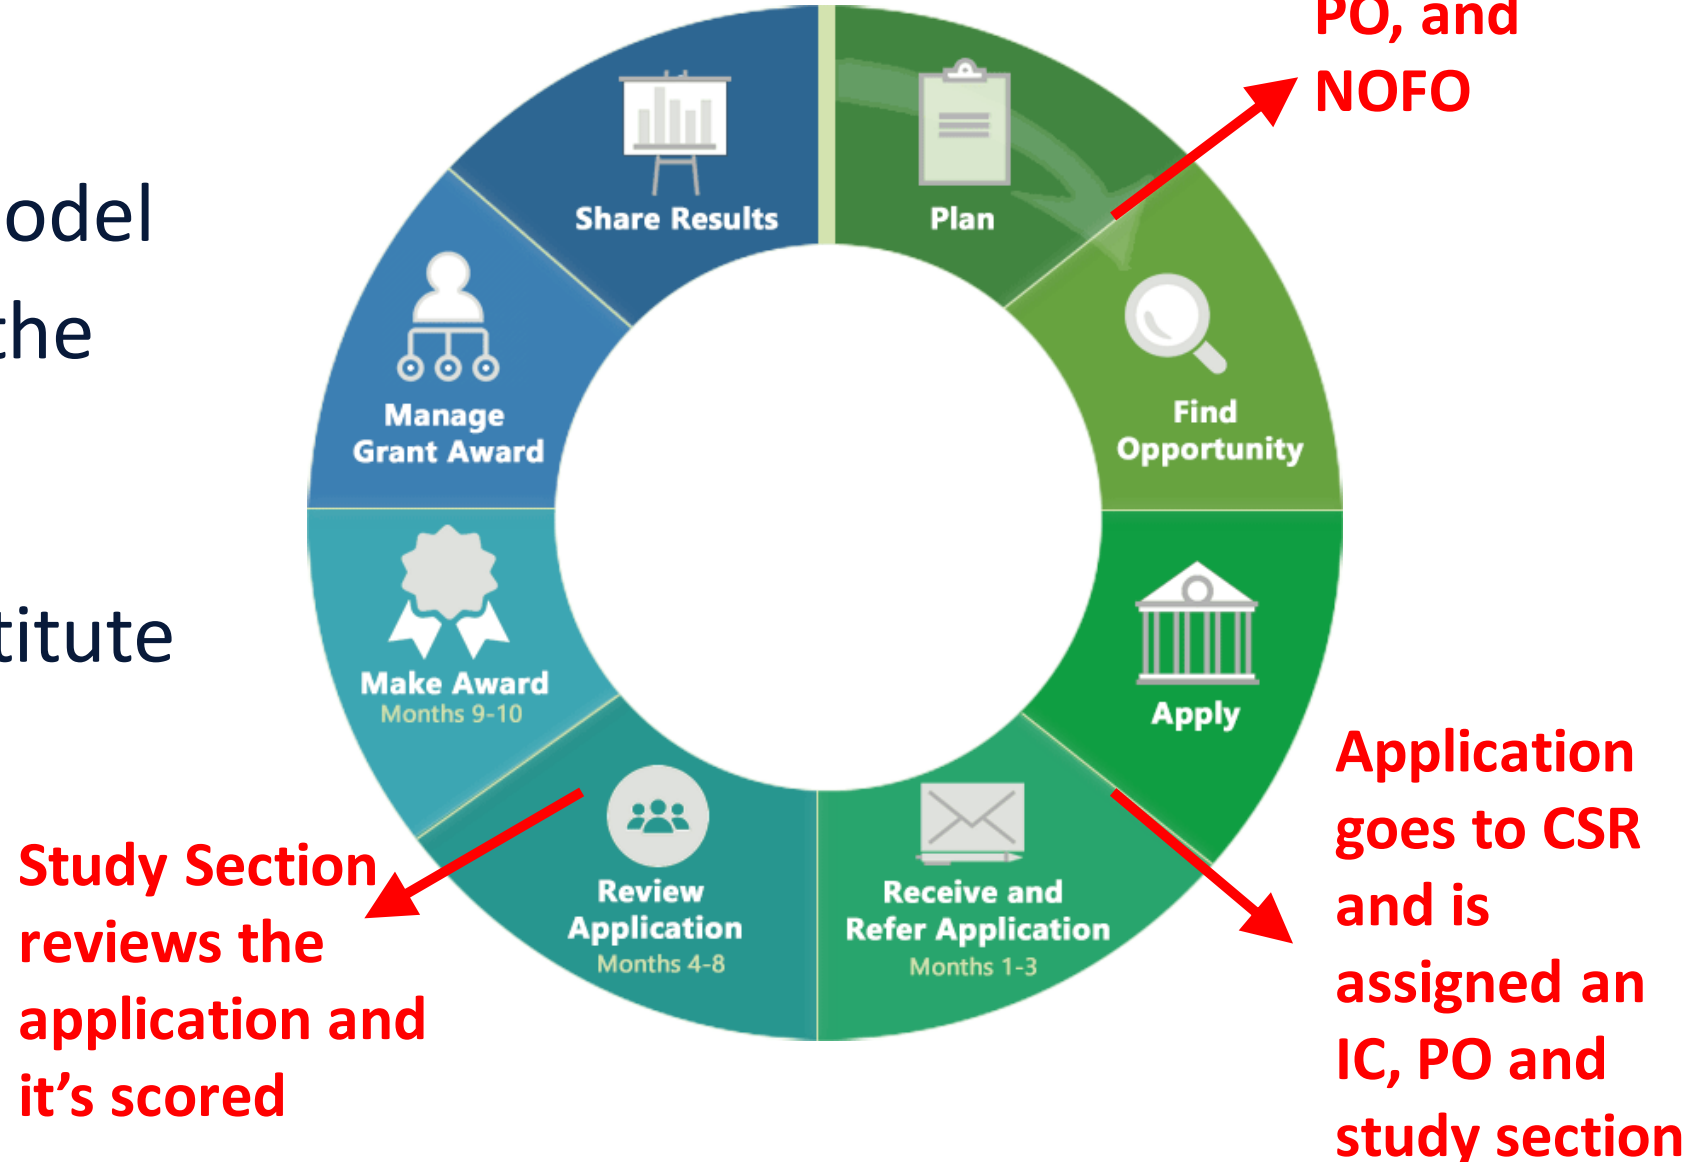 PO, and
NOFO
odel
the
titute
Share Results
Plan
Manage
Grant Award
Find
Opportunity
Make Award
Months 9-10
Apply
Review
Application
Months 4-8
Receive and
Refer Application
Months 1-3
Study Section
reviews the
application and
it’s scored
Application
goes to CSR
and is
assigned an
IC, PO and
study section